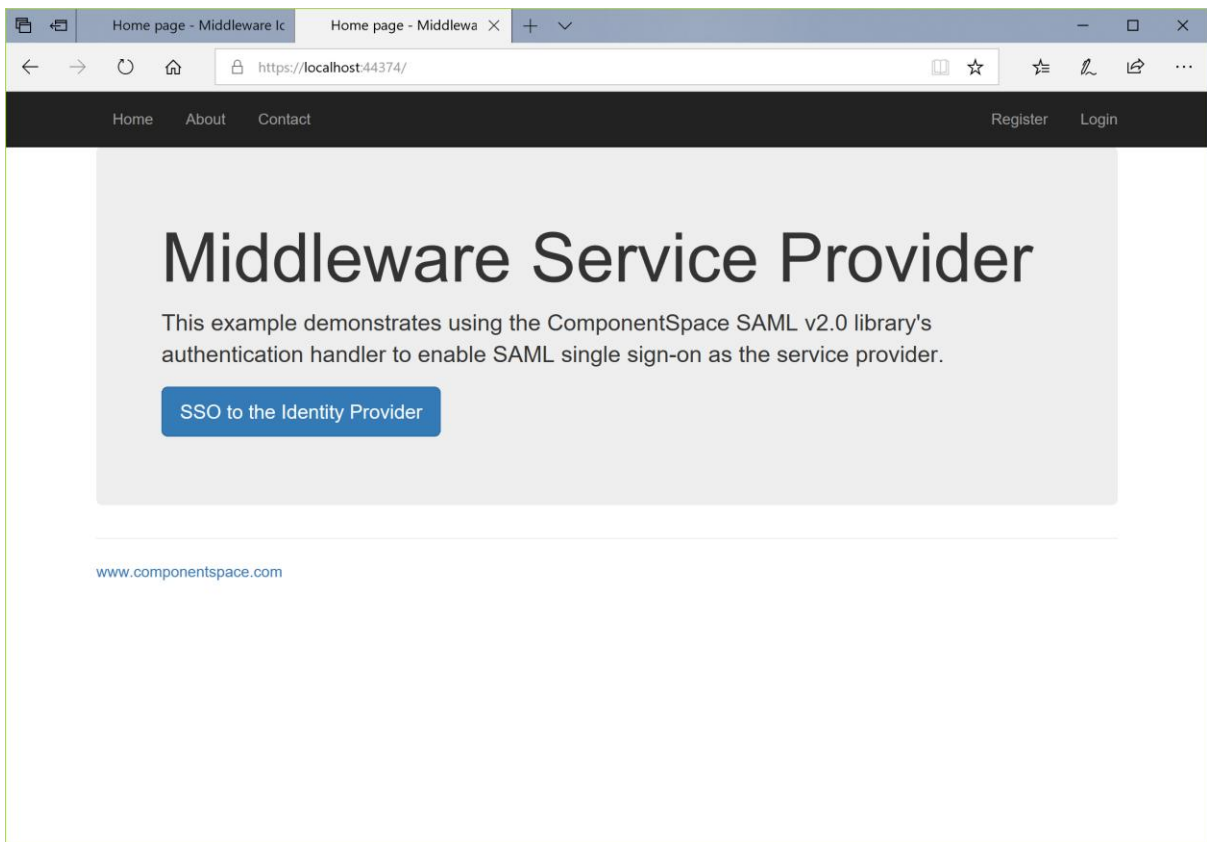 Home page - Middleware Ic
Home page - Middlewa
https://localhost:44374/
Home About Contact Register Login
Middleware Service Provider
This example demonstrates using the ComponentSpace SAML v2.0 library's
authentication handler to enable SAML single sign-on as the service provider.
SSO to the Identity Provider
www.componentspace.com